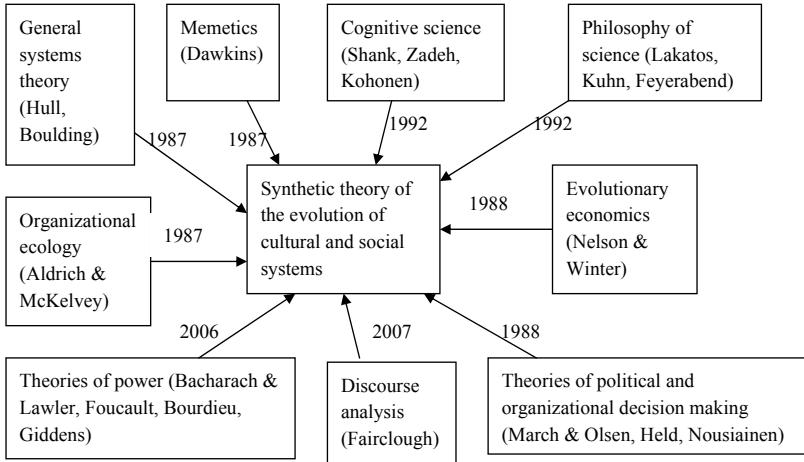 General
systems
theory
(Hull,
Boulding)
Memetics
(Dawkins)
Cognitive science
(Shank, Zadeh,
Kohonen)
Philosophy of
science (Lakatos,
Kuhn, Feyerabend)
1987
1987
1992
1992
Synthetic theory of
the evolution of
cultural and social
systems
Organizational
ecology
(Aldrich &
McKelvey)
1987
1988
Evolutionary
economics
(Nelson &
Winter)
2006
2007
1988
Theories of power (Bacharach &
Lawler, Foucault, Bourdieu,
Giddens)
Discourse
analysis
(Fairclough)
Theories of political and
organizational decision making
(March & Olsen, Held, Nousiainen)